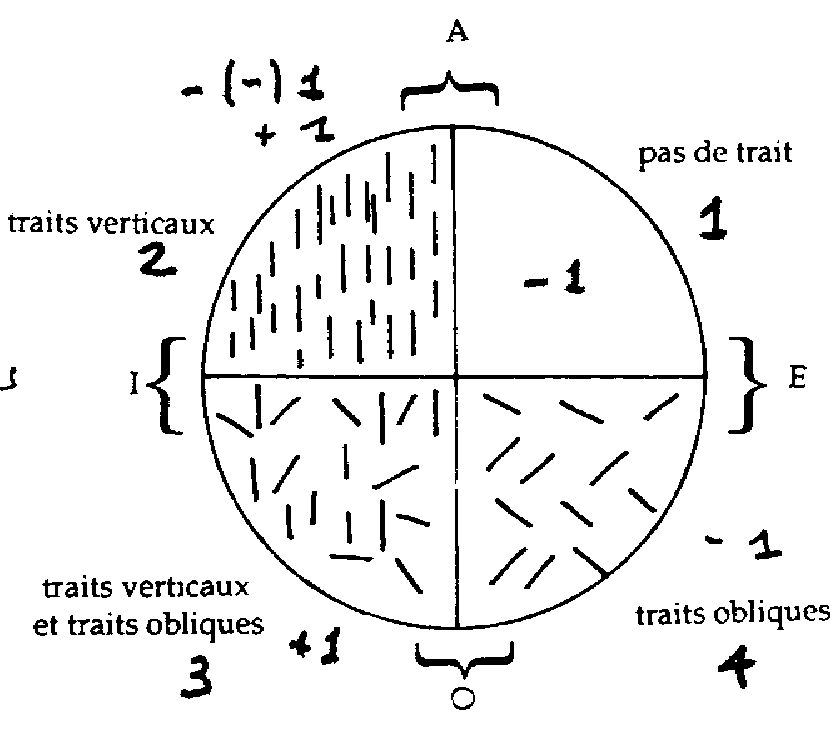 A
- (-) 1
+ 1
pas de trait
1
traits verticaux
2
- 1
I
E
- 1
traits verticaux
et traits obliques
+1
3
traits obliques
4
O